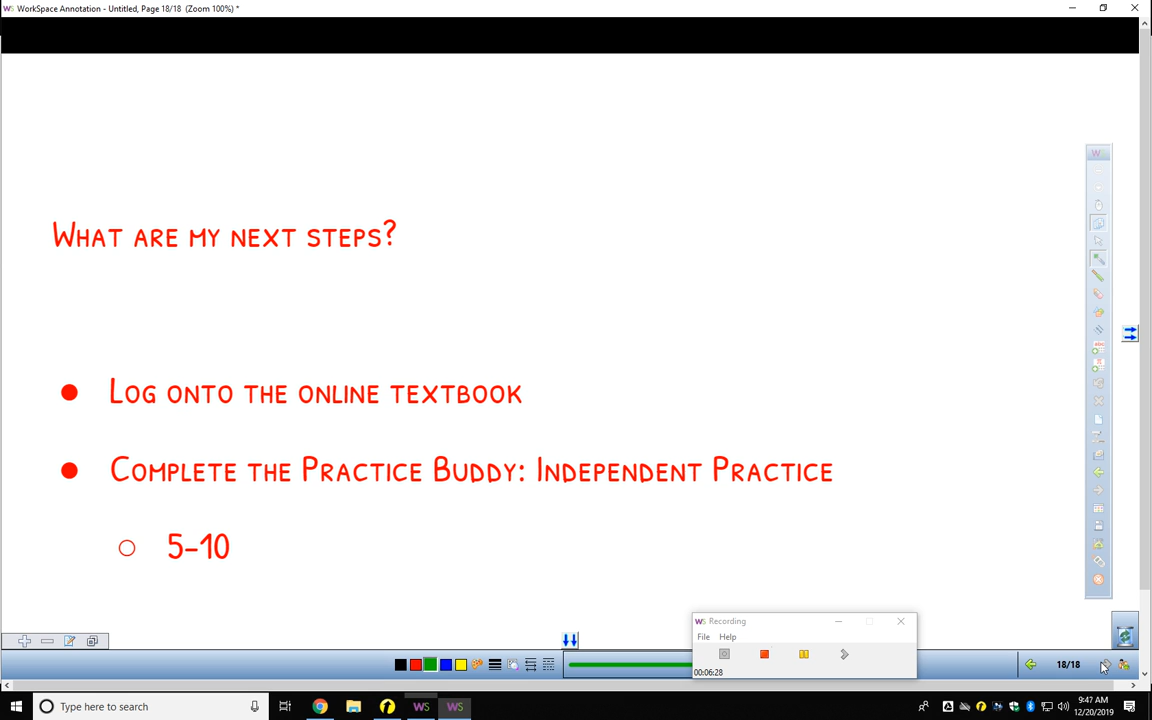 WorkSpace Annotation - Untitled, Page 18/18 (Zoom 100%) *
What are my next steps?
Log onto the online textbook
Complete the Practice Buddy: Independent Practice
5-10
WS Recording
File Help
00:06:28
18/18
Type here to search
WS WS
9:47 AM
12/20/2019